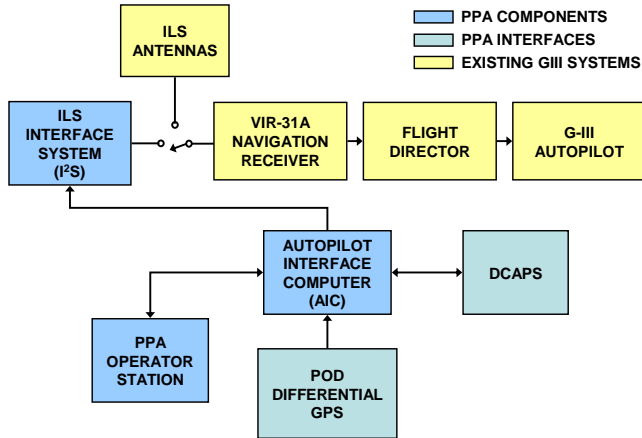 ILS
ANTENNAS
PPA COMPONENTS
PPA INTERFACES
EXISTING GIII SYSTEMS
ILS
INTERFACE
SYSTEM
(I²S)
VIR-31A
NAVIGATION
RECEIVER
FLIGHT
DIRECTOR
G-III
AUTOPILOT
AUTOPILOT
INTERFACE
COMPUTER
(AIC)
DCAPS
PPA
OPERATOR
STATION
POD
DIFFERENTIAL
GPS